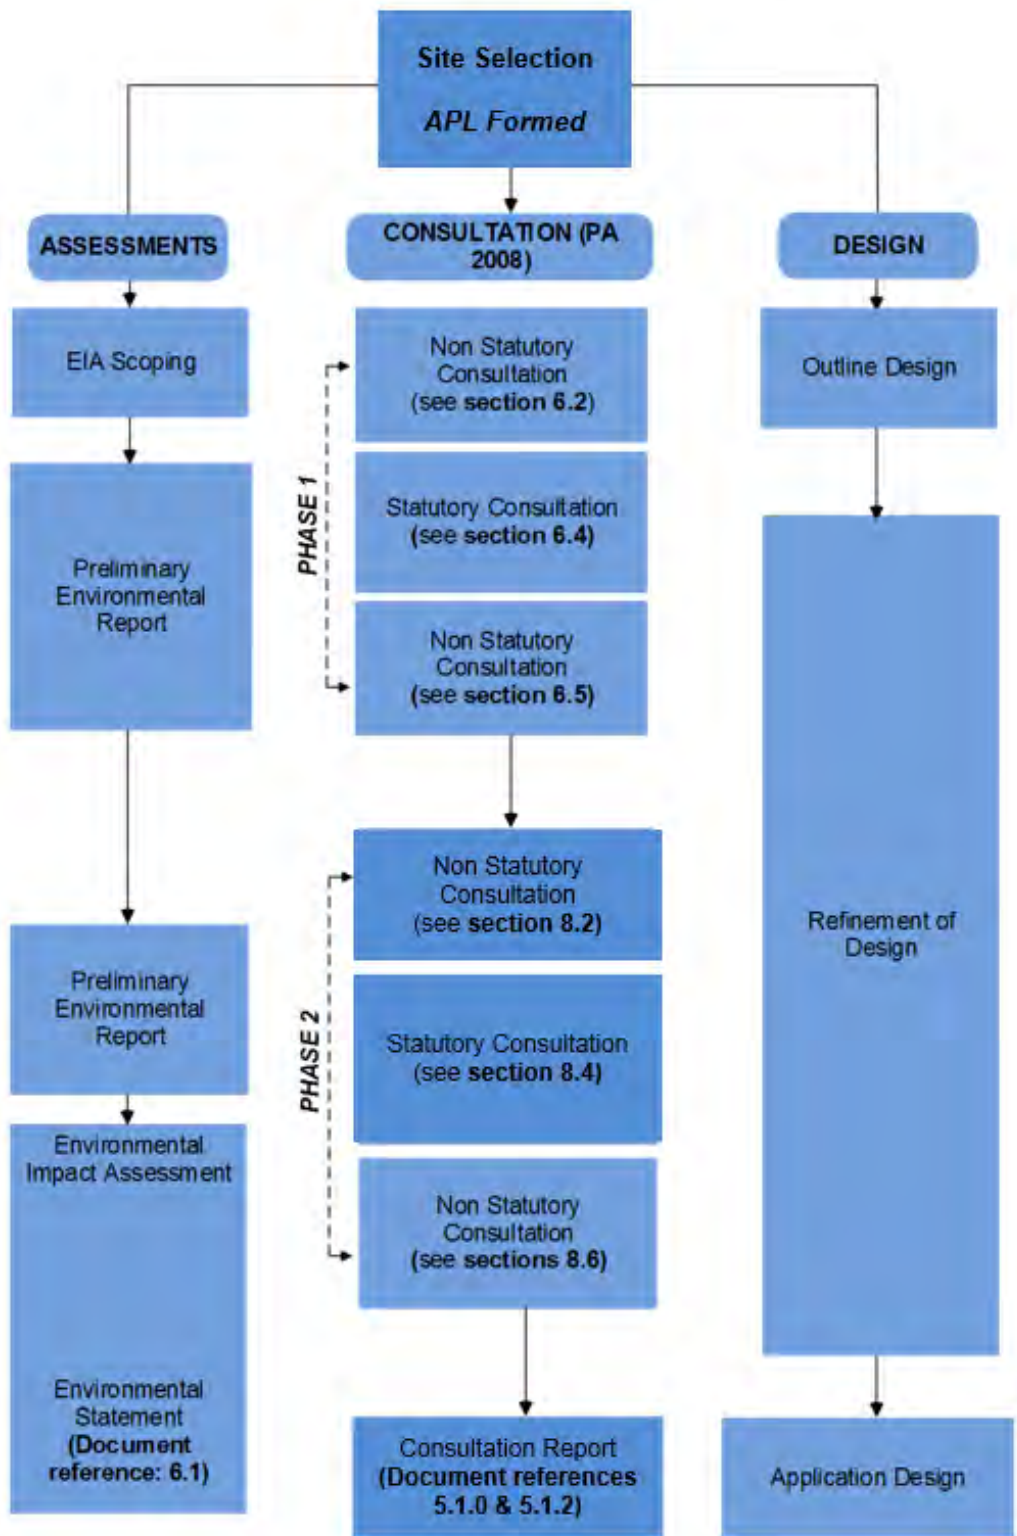 Site Selection
APL Formed
ASSESSMENTS
CONSULTATION (PA
2008)
DESIGN
EIA Scoping
Preliminary
Environmental
Report
Preliminary
Environmental
Report
Environmental
Impact Assessment
Environmental
Statement
(Document
reference: 6.1)
PHASE 1
Non Statutory
Consultation
(see section 6.2)
Statutory Consultation
(see section 6.4)
Non Statutory
Consultation
(see section 6.5)
PHASE 2
Non Statutory
Consultation
(see section 8.2)
Statutory Consultation
(see section 8.4)
Non Statutory
Consultation
(see sections 8.6)
Consultation Report
(Document references
5.1.0 & 5.1.2)
Outline Design
Refinement of
Design
Application Design